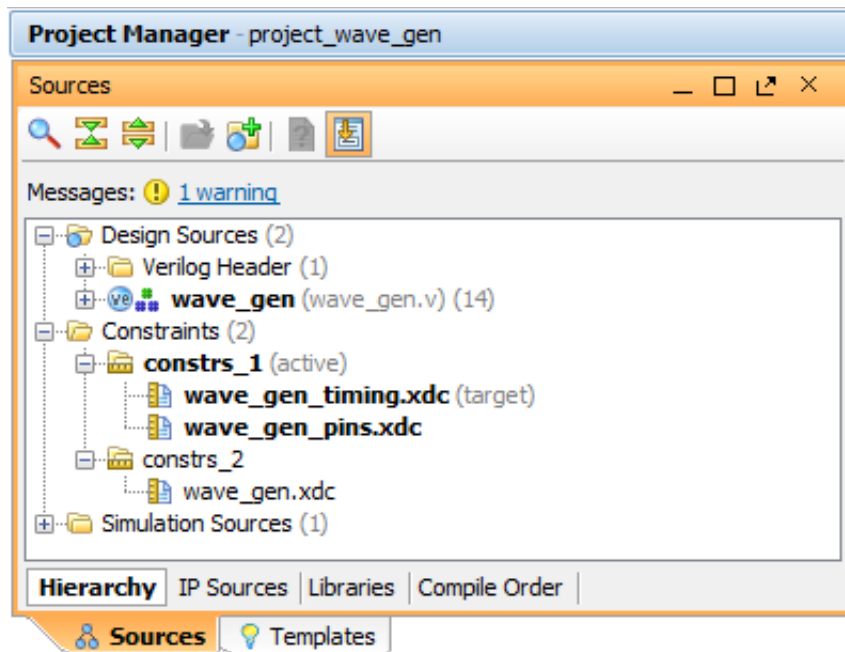 Project Manager - project_wave_gen
Sources
Messages: 1 warning
Design Sources (2)
Verilog Header (1)
wave_gen (wave_gen.v) (14)
Constraints (2)
constrs_1 (active)
wave_gen_timing.xdc (target)
wave_gen_pins.xdc
constrs_2
wave_gen.xdc
Simulation Sources (1)
Hierarchy IP Sources Libraries Compile Order
Sources Templates